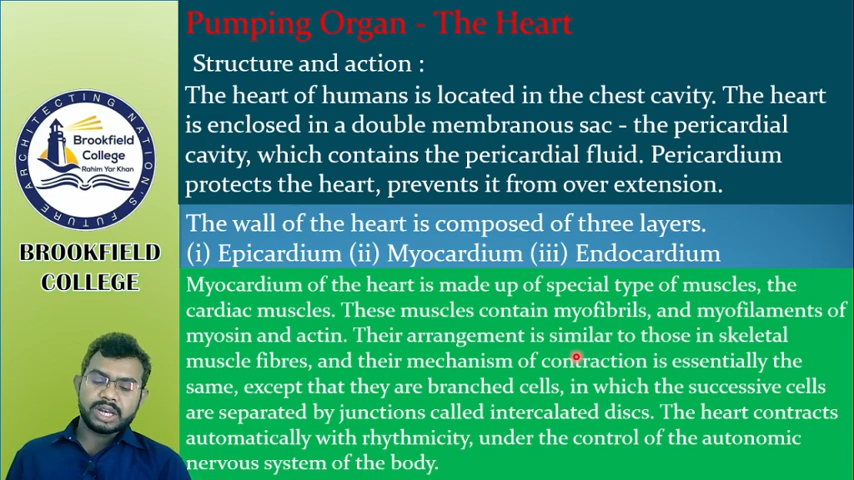 Pumping Organ - The Heart
Structure and action :
The heart of humans is located in the chest cavity. The heart
is enclosed in a double membranous sac - the pericardial
cavity, which contains the pericardial fluid. Pericardium
protects the heart, prevents it from over extension.
The wall of the heart is composed of three layers.
(i) Epicardium (ii) Myocardium (iii) Endocardium
Myocardium of the heart is made up of special type of muscles, the
cardiac muscles. These muscles contain myofibrils, and myofilaments of
myosin and actin. Their arrangement is similar to those in skeletal
muscle fibres, and their mechanism of contraction is essentially the
same, except that they are branched cells, in which the successive cells
are separated by junctions called intercalated discs. The heart contracts
automatically with rhythmicity, under the control of the autonomic
nervous system of the body.
ARCHITECTING NATION'S FUTURE
Brookfield
College
Rahim Yar Khan
BROOKFIELD
COLLEGE